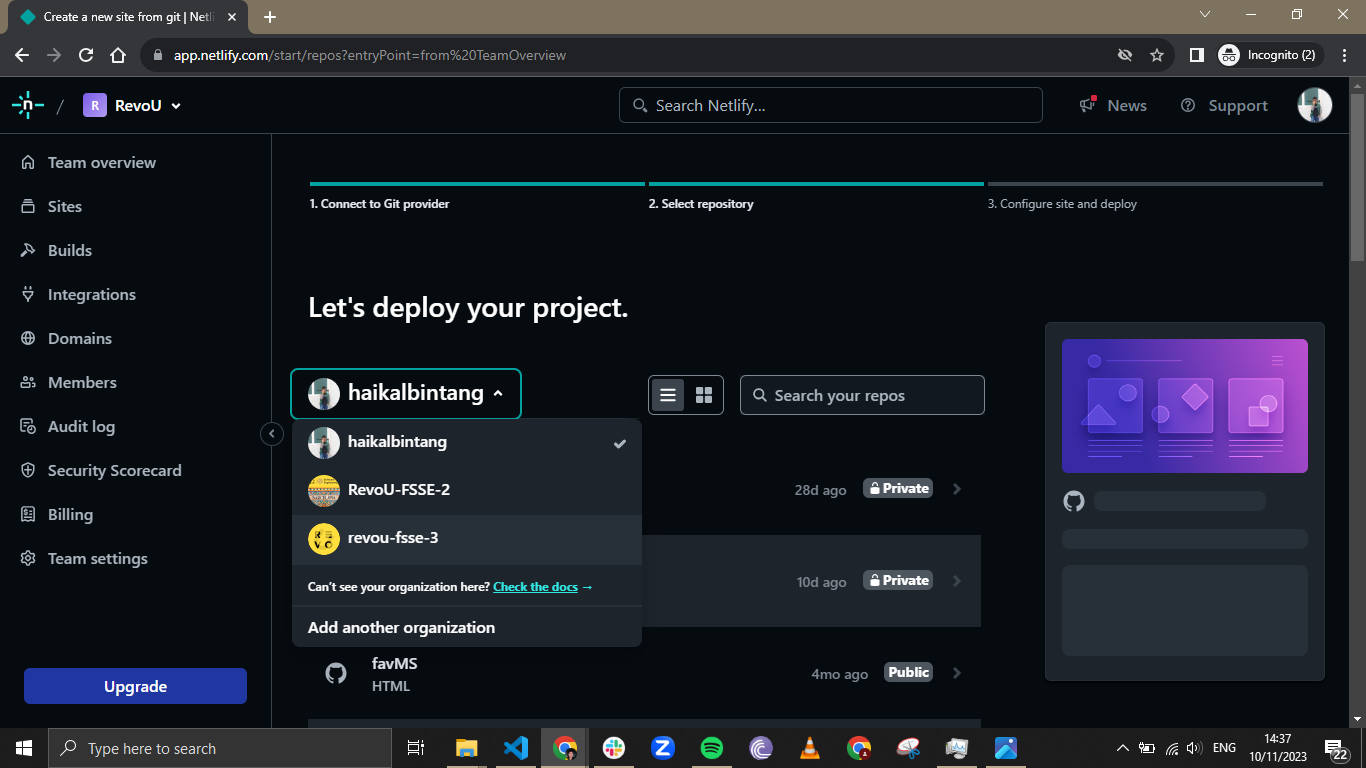 Create a new site from git | Netli
app.netlify.com/start/repos?entryPoint=from%20TeamOverview
Incognito (2)
R
RevoU
Search Netlify...
News
Support
Team overview
Sites
Builds
Integrations
Domains
Members
Audit log
Security Scorecard
Billing
Team settings
Upgrade
1. Connect to Git provider
2. Select repository
3. Configure site and deploy
Let's deploy your project.
haikalbintang
Search your repos
haikalbintang
RevoU-FSSE-2
revou-fsse-3
Can't see your organization here? Check the docs →
Add another organization
28d ago
Private
10d ago
Private
favMS
HTML
4mo ago
Public
Type here to search
ENG
14:37
10/11/2023
22